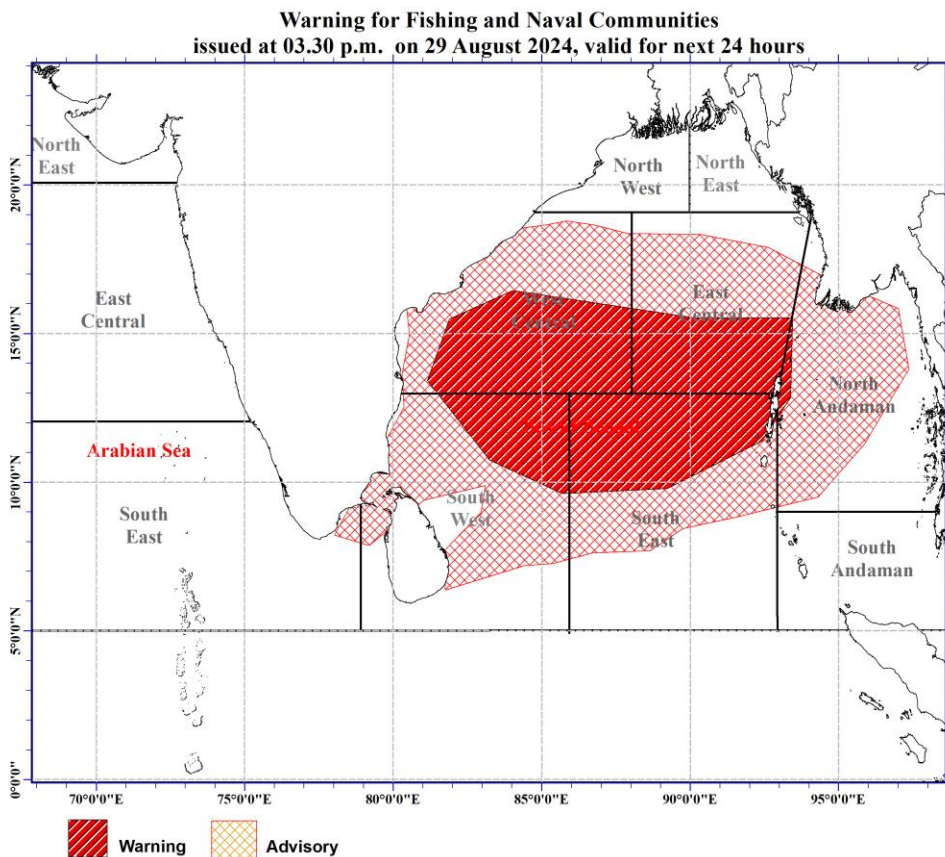 Warning for Fishing and Naval Communities
issued at 03.30 p.m. on 29 August 2024, valid for next 24 hours
North
East
North
West
North
East
20°0'0"N
East
Central
West
Central
East
Central
15°0'0"N
North
Andaman
Arabian Sea
10°0'0"N
South
East
South
West
South
East
South
Andaman
5°0'0"N
0°0'0"
70°0'0"E
75°0'0"E
80°0'0"E
85°0'0"E
90°0'0"E
95°0'0"E
Warning
Advisory